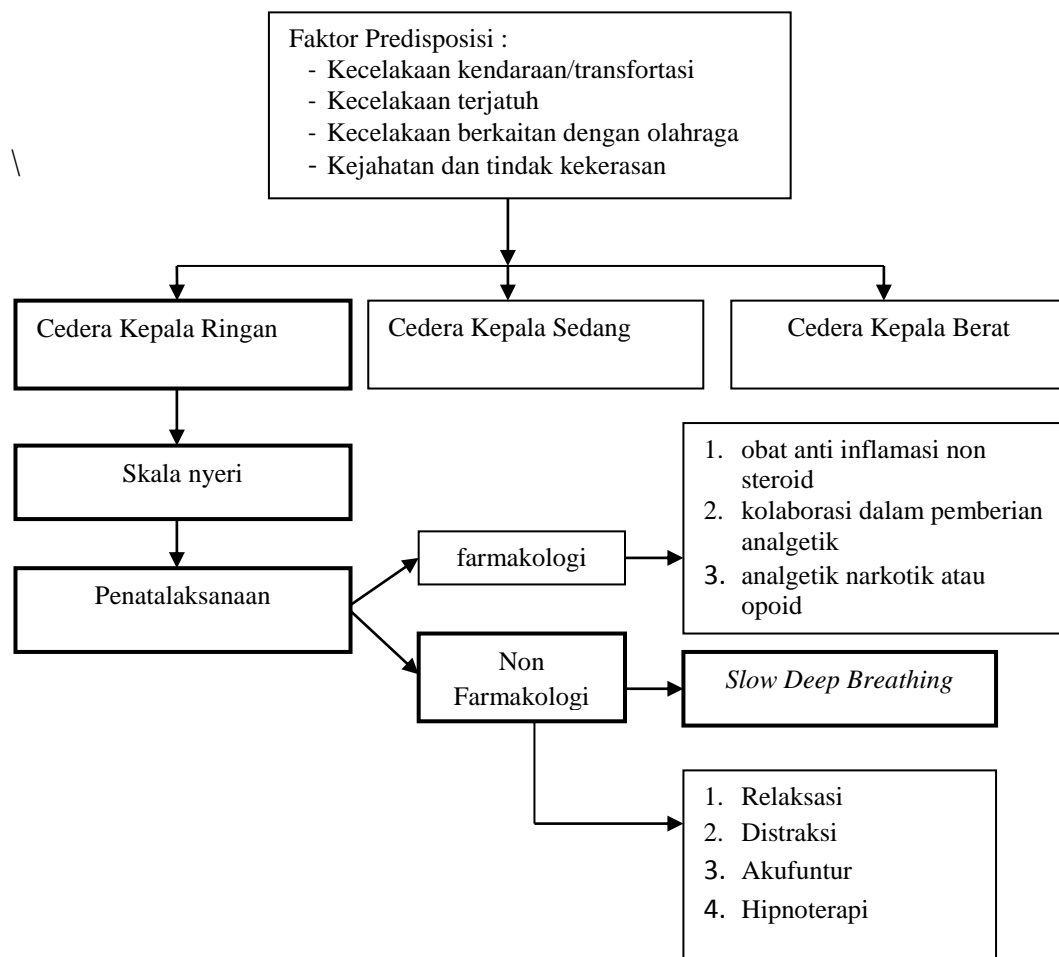 Faktor Predisposisi :
- Kecelakaan kendaraan/transfortasi
- Kecelakaan terjatuh
- Kecelakaan berkaitan dengan olahraga
- Kejahatan dan tindak kekerasan
\
Cedera Kepala Ringan
Cedera Kepala Sedang
Cedera Kepala Berat
Skala nyeri
Penatalaksanaan
farmakologi
1. obat anti inflamasi non
steroid
2. kolaborasi dalam pemberian
analgetik
3. analgetik narkotik atau
opoid
Non
Farmakologi
Slow Deep Breathing
1. Relaksasi
2. Distraksi
3. Akufuntur
4. Hipnoterapi